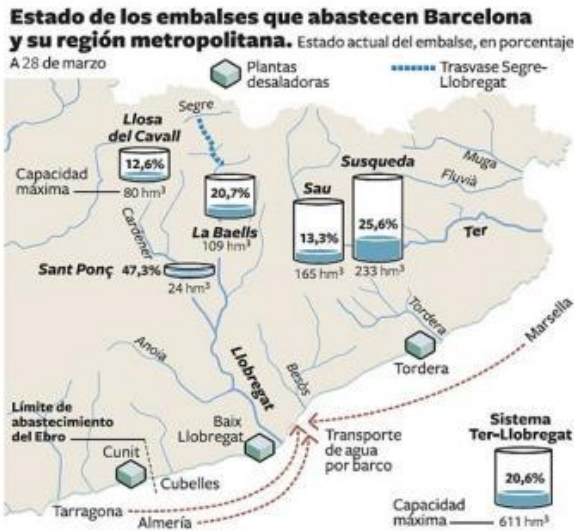 Estado de los embalses que abastecen Barcelona
y su región metropolitana. Estado actual del embalse, en porcentaje
A 28 de marzo
Plantas
desaladoras
Trasvase Segre-
Llobregat
Segre
Llosa
del Cavall
12,6%
Capacidad
máxima
80 hm³
20,7%
La Baells
109 hm³
Cardener
Sant Ponç
47,3%
24 hm³
Sau
13,3%
165 hm³
Susqueda
25,6%
233 hm³
Muga
Fluvià
Ter
Tordera
Tordera
Marsella
Anoia
Llobregat
Besòs
Límite de
abastecimiento
del Ebro
Cunit
Cubelles
Baix
Llobregat
Transporte
de agua
por barco
Tarragona
Almería
Sistema
Ter-Llobregat
20,6%
Capacidad
máxima
611 hm³